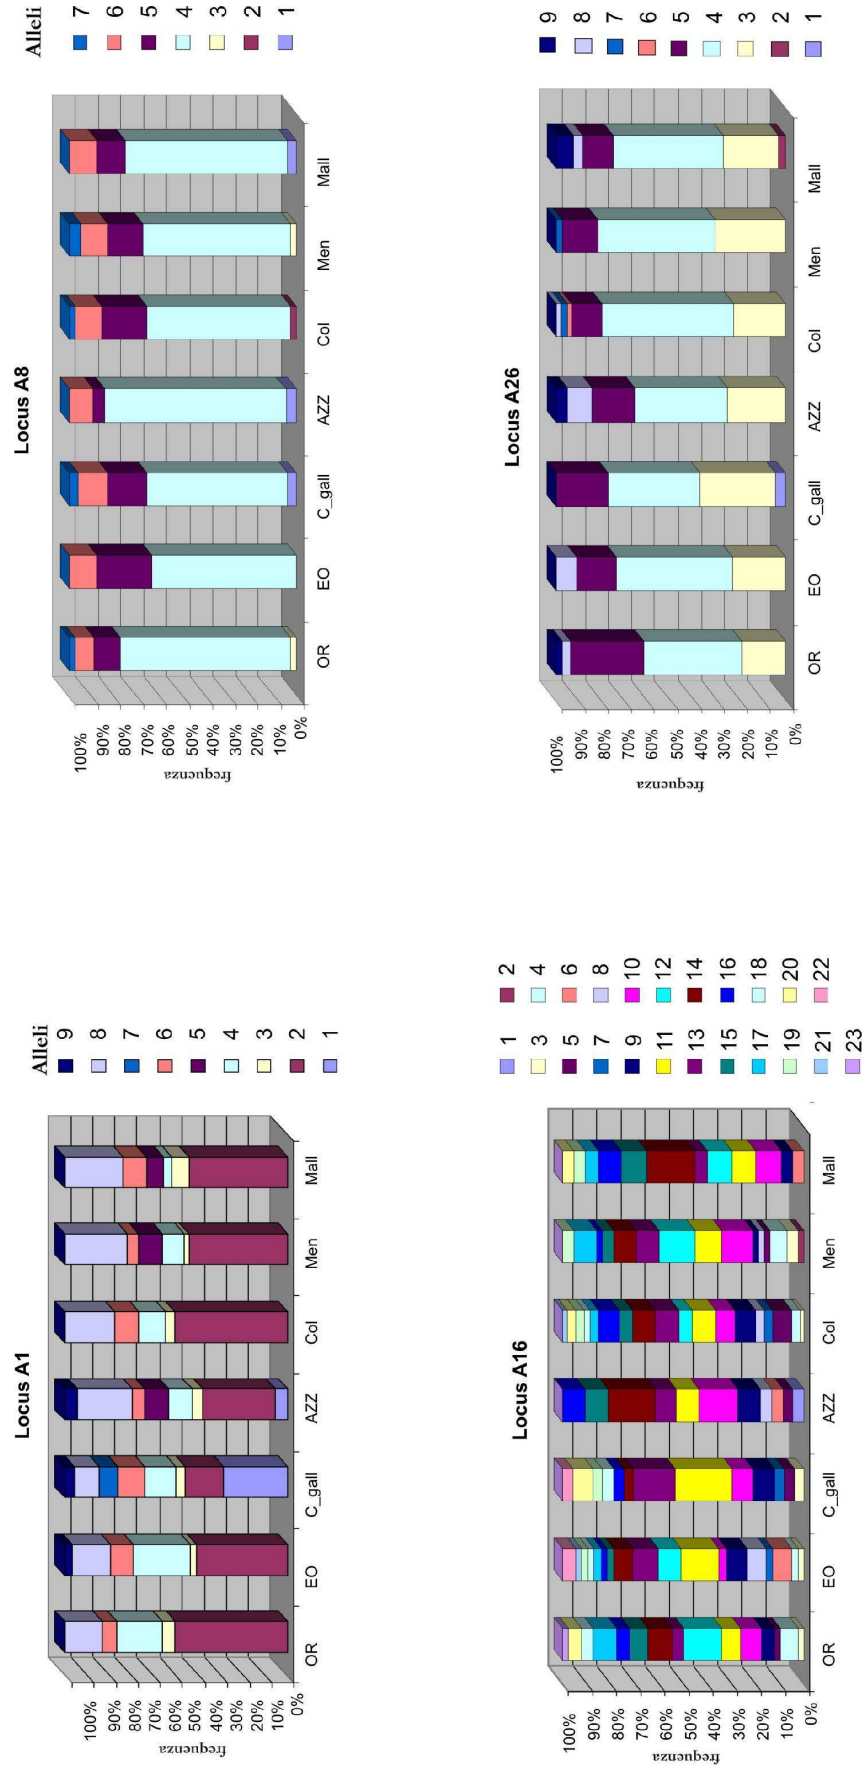 Locus A1
Alleli
frequenza
100%
90%
80%
70%
60%
50%
40%
30%
20%
10%
0%
OR
EO
C_gall
AZZ
Col
Men
Mall
9
8
7
6
5
4
3
2
1
Locus A8
Alleli
frequenza
100%
90%
80%
70%
60%
50%
40%
30%
20%
10%
0%
OR
EO
C_gall
AZZ
Col
Men
Mall
7
6
5
4
3
2
1
Locus A16
frequenza
100%
90%
80%
70%
60%
50%
40%
30%
20%
10%
0%
OR
EO
C_gall
AZZ
Col
Men
Mall
1 2
3 4
5 6
7 8
9 10
11 12
13 14
15 16
17 18
19 20
21 22
23
Locus A26
frequenza
100%
90%
80%
70%
60%
50%
40%
30%
20%
10%
0%
OR
EO
C_gall
AZZ
Col
Men
Mall
9
8
7
6
5
4
3
2
1